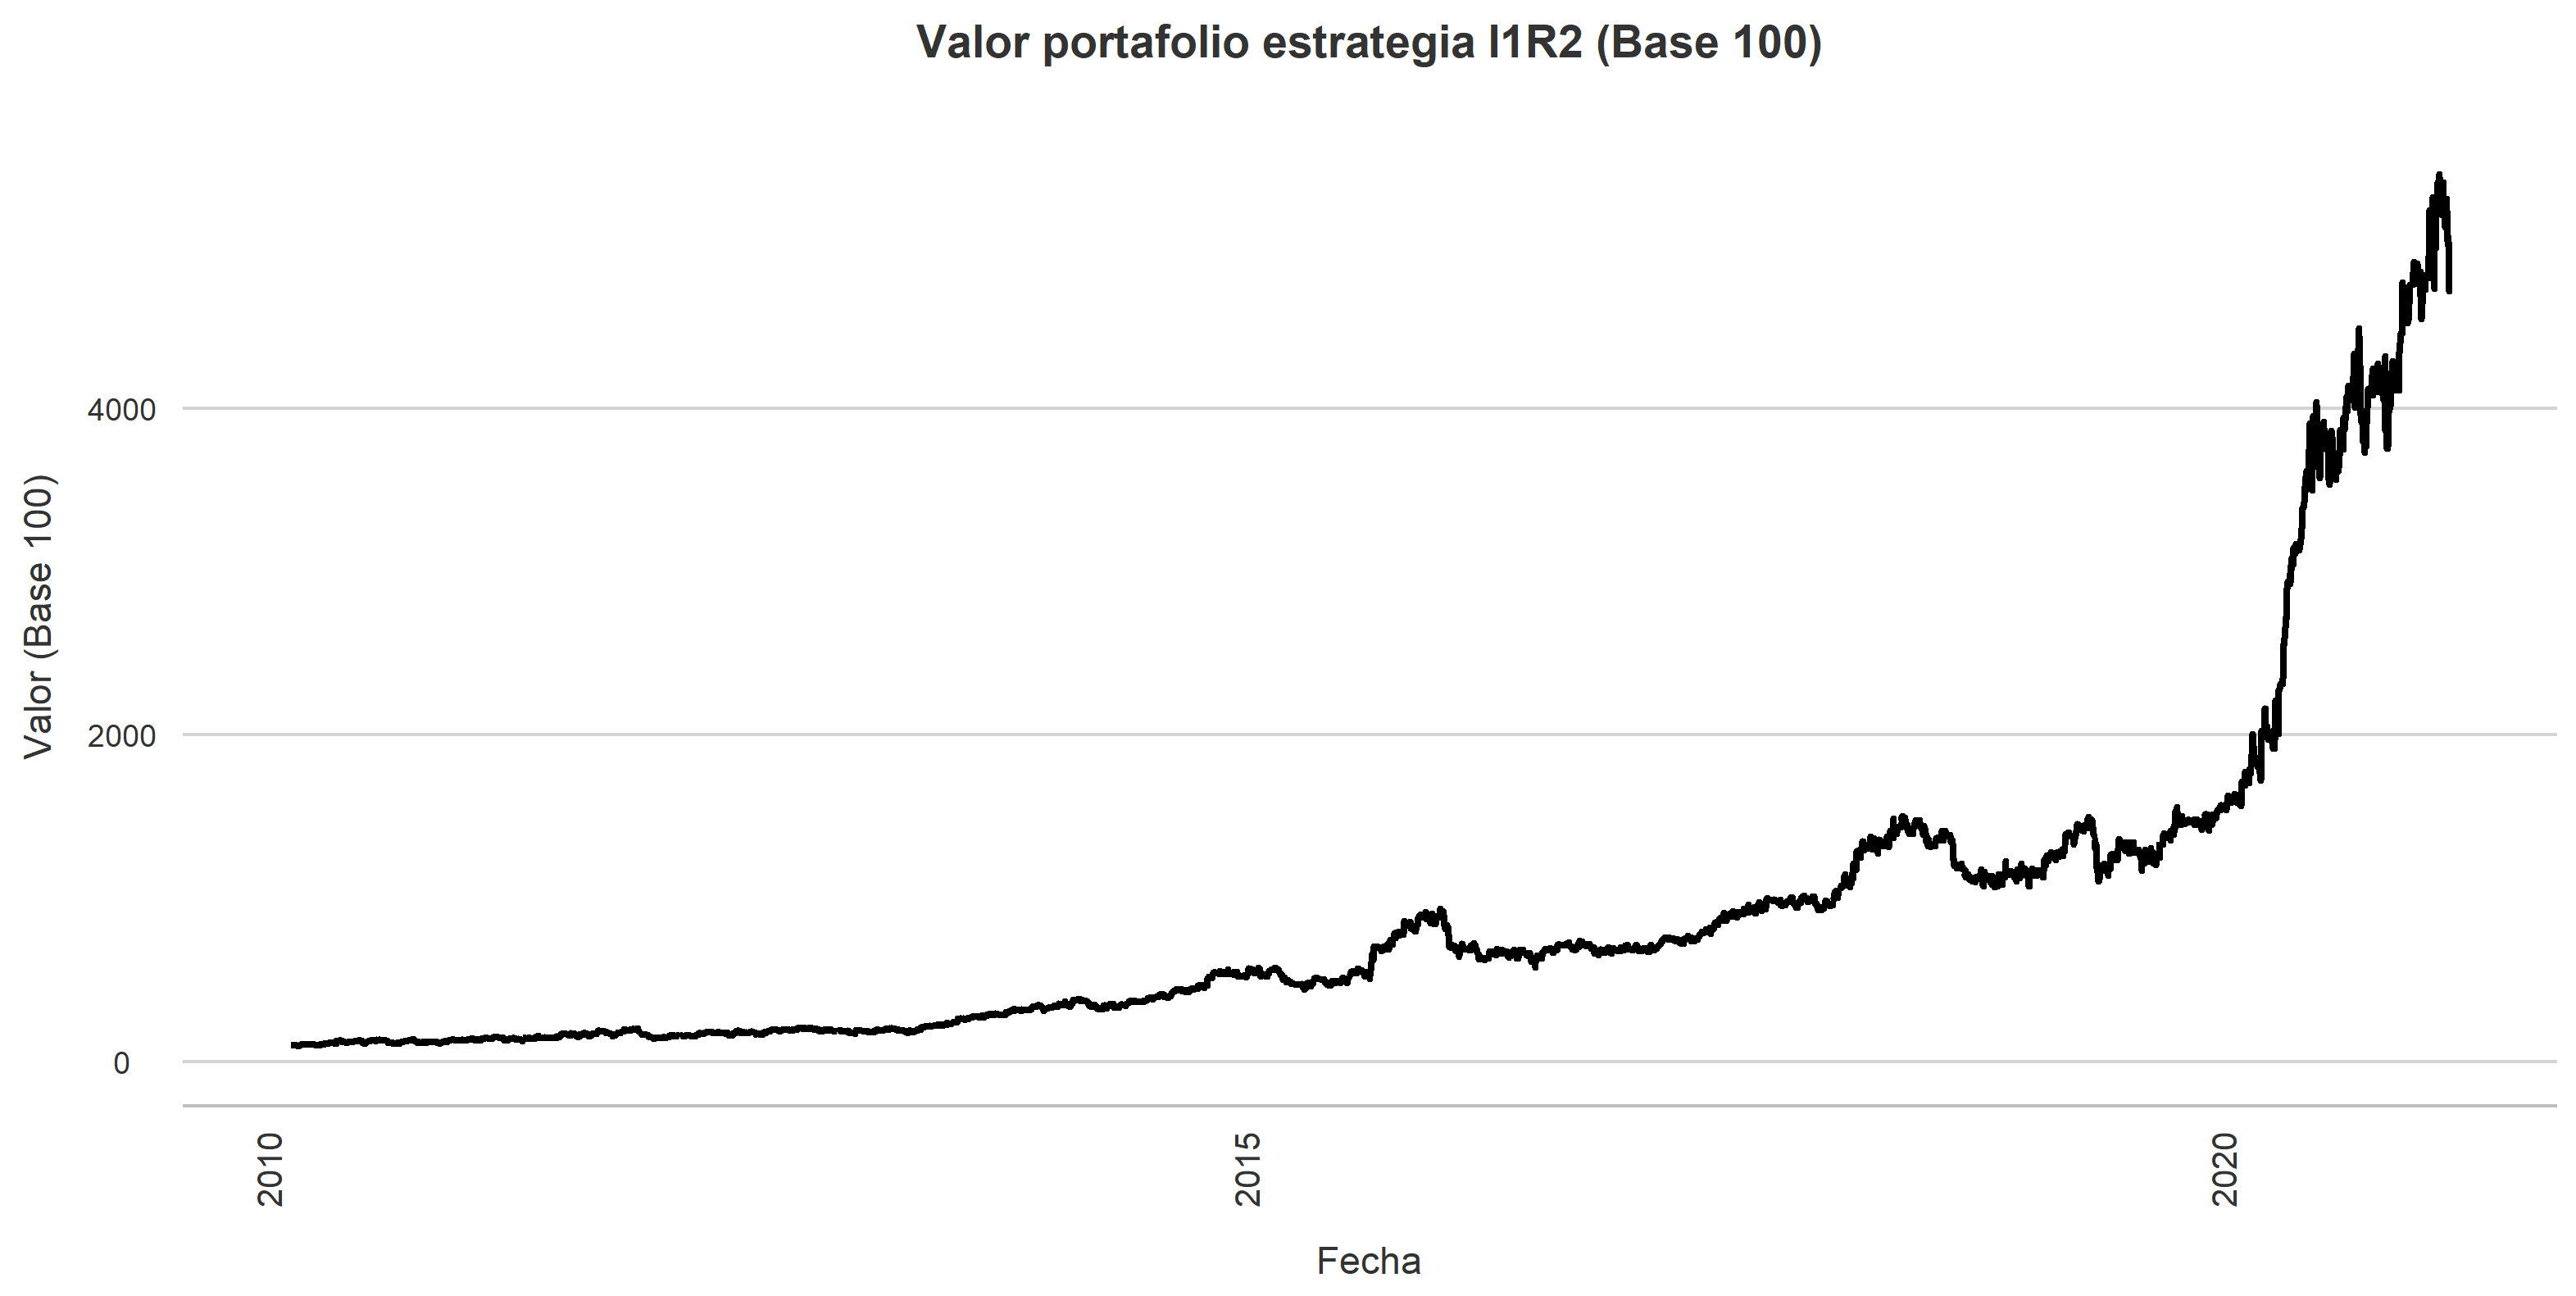 Valor portafolio estrategia I1R2 (Base 100)
Valor (Base 100)
4000
2000
0
2010
2015
2020
Fecha